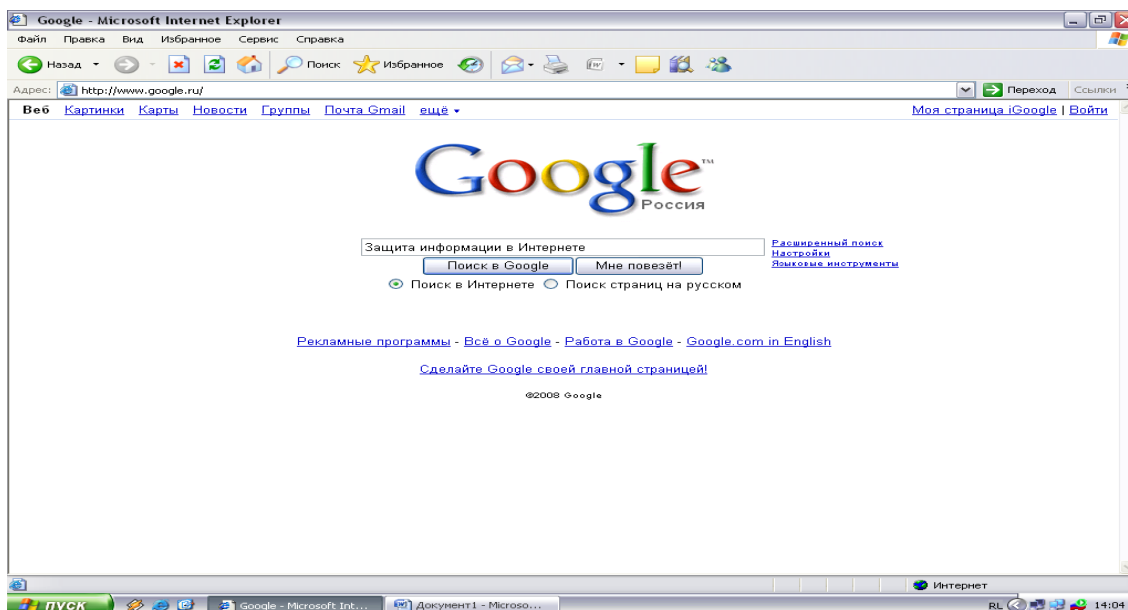 Google - Microsoft Internet Explorer
Файл Правка Вид Избранное Сервис Справка
Назад Поиск Избранное
Адрес: http://www.google.ru/ Переход Ссылки
Веб Картинки Карты Новости Группы Почта Gmail ещё Моя страница iGoogle | Войти
Google™
Россия
Защита информации в Интернете Расширенный поиск
Настройки
Поиск в Google Мне повезёт! Языковые инструменты
Поиск в Интернете Поиск страниц на русском
Рекламные программы - Всё о Google - Работа в Google - Google.com in English
Сделайте Google своей главной страницей!
©2008 Google
Интернет
пуск Google - Microsoft Int... Документ1 - Microso... RL 14:04